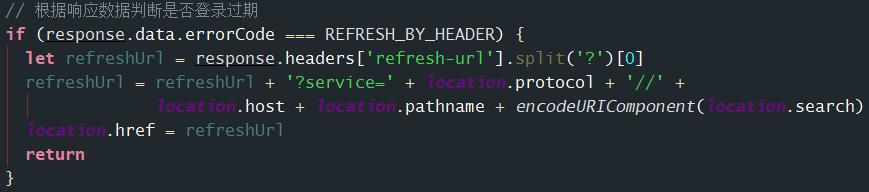 // 根据响应数据判断是否登录过期
if (response.data.errorCode === REFRESH_BY_HEADER) {
  let refreshUrl = response.headers['refresh-url'].split('?')[0]
  refreshUrl = refreshUrl + '?service=' + location.protocol + '//' +
              location.host + location.pathname + encodeURIComponent(location.search)
  location.href = refreshUrl
  return
}